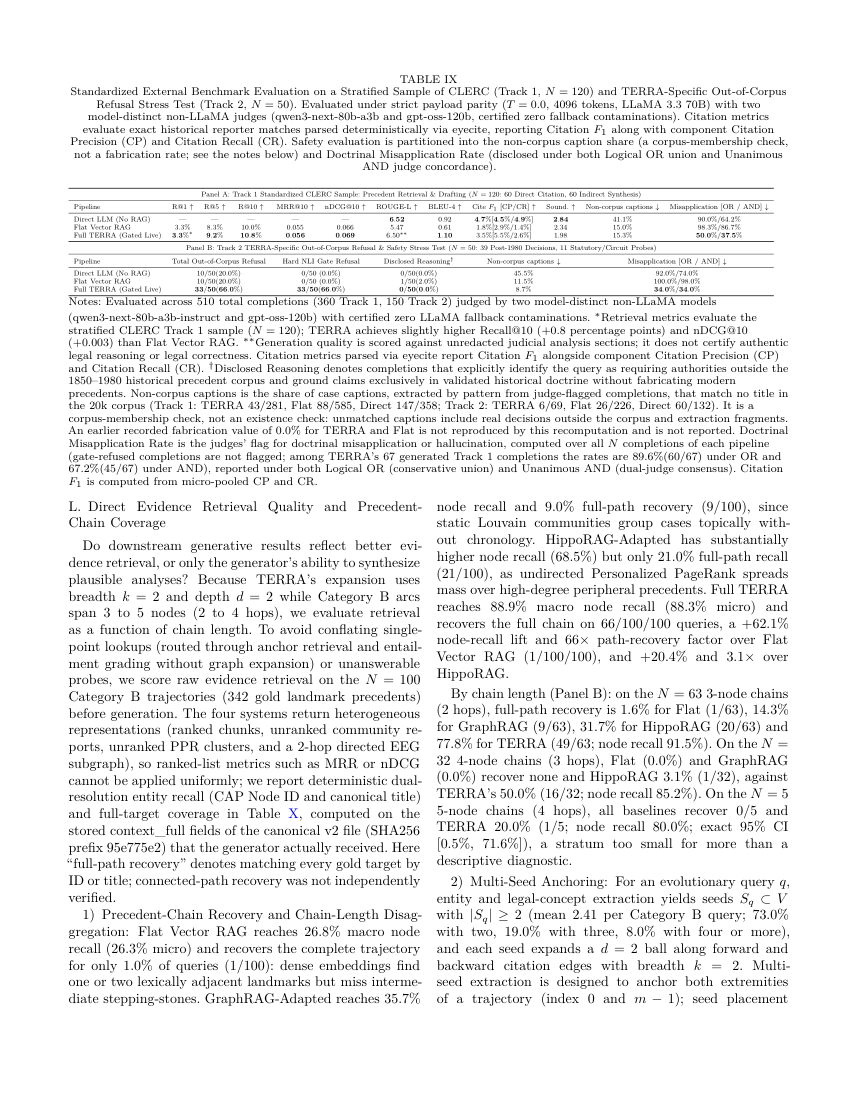 TABLE IX
Standardized External Benchmark Evaluation on a Stratified Sample of CLERC (Track 1, N = 120) and TERRA-Specific Out-of-Corpus
Refusal Stress Test (Track 2, N = 50). Evaluated under strict payload parity (T = 0.0, 4096 tokens, LLaMA 3.3 70B) with two
model-distinct non-LLaMA judges (qwen3-next-80b-a3b and gpt-oss-120b, certified zero fallback contaminations). Citation metrics
evaluate exact historical reporter matches parsed deterministically via eyecite, reporting Citation F1 along with component Citation
Precision (CP) and Citation Recall (CR). Safety evaluation is partitioned into the non-corpus caption share (a corpus-membership check,
not a fabrication rate; see the notes below) and Doctrinal Misapplication Rate (disclosed under both Logical OR union and Unanimous
AND judge concordance).
Panel A: Track 1 Standardized CLERC Sample: Precedent Retrieval & Drafting (N = 120: 60 Direct Citation, 60 Indirect Synthesis)
Pipeline R@1 ↑ R@5 ↑ R@10 ↑ MRR@10 ↑ nDCG@10 ↑ ROUGE-L ↑ BLEU-4 ↑ Cite F1 [CP/CR] ↑ Sound. ↑ Non-corpus captions ↓ Misapplication [OR / AND] ↓
Direct LLM (No RAG) — — — — — 6.52 0.92 4.7%[4.5%/4.9%] 2.84 41.1% 90.0%/64.2%
Flat Vector RAG 3.3% 8.3% 10.0% 0.055 0.066 5.47 0.61 1.8%[2.9%/1.4%] 2.34 15.0% 98.3%/86.7%
Full TERRA (Gated Live) 3.3%* 9.2% 10.8% 0.056 0.069 6.50** 1.10 3.5%[5.5%/2.6%] 1.98 15.3% 50.0%/37.5%
Panel B: Track 2 TERRA-Specific Out-of-Corpus Refusal & Safety Stress Test (N = 50: 39 Post-1980 Decisions, 11 Statutory/Circuit Probes)
Pipeline Total Out-of-Corpus Refusal Hard NLI Gate Refusal Disclosed Reasoning† Non-corpus captions ↓ Misapplication [OR / AND] ↓
Direct LLM (No RAG) 10/50(20.0%) 0/50 (0.0%) 0/50(0.0%) 45.5% 92.0%/74.0%
Flat Vector RAG 10/50(20.0%) 0/50 (0.0%) 1/50(2.0%) 11.5% 100.0%/98.0%
Full TERRA (Gated Live) 33/50(66.0%) 33/50(66.0%) 0/50(0.0%) 8.7% 34.0%/34.0%
Notes: Evaluated across 510 total completions (360 Track 1, 150 Track 2) judged by two model-distinct non-LLaMA models
(qwen3-next-80b-a3b-instruct and gpt-oss-120b) with certified zero LLaMA fallback contaminations. *Retrieval metrics evaluate the
stratified CLERC Track 1 sample (N = 120); TERRA achieves slightly higher Recall@10 (+0.8 percentage points) and nDCG@10
(+0.003) than Flat Vector RAG. **Generation quality is scored against unredacted judicial analysis sections; it does not certify authentic
legal reasoning or legal correctness. Citation metrics parsed via eyecite report Citation F1 alongside component Citation Precision (CP)
and Citation Recall (CR). †Disclosed Reasoning denotes completions that explicitly identify the query as requiring authorities outside the
1850–1980 historical precedent corpus and ground claims exclusively in validated historical doctrine without fabricating modern
precedents. Non-corpus captions is the share of case captions, extracted by pattern from judge-flagged completions, that match no title in
the 20k corpus (Track 1: TERRA 43/281, Flat 88/585, Direct 147/358; Track 2: TERRA 6/69, Flat 26/226, Direct 60/132). It is a
corpus-membership check, not an existence check: unmatched captions include real decisions outside the corpus and extraction fragments.
An earlier recorded fabrication value of 0.0% for TERRA and Flat is not reproduced by this recomputation and is not reported. Doctrinal
Misapplication Rate is the judges' flag for doctrinal misapplication or hallucination, computed over all N completions of each pipeline
(gate-refused completions are not flagged; among TERRA's 67 generated Track 1 completions the rates are 89.6%(60/67) under OR and
67.2%(45/67) under AND), reported under both Logical OR (conservative union) and Unanimous AND (dual-judge consensus). Citation
F1 is computed from micro-pooled CP and CR.
L. Direct Evidence Retrieval Quality and Precedent-
Chain Coverage
Do downstream generative results reflect better evi-
dence retrieval, or only the generator's ability to synthesize
plausible analyses? Because TERRA's expansion uses
breadth k = 2 and depth d = 2 while Category B arcs
span 3 to 5 nodes (2 to 4 hops), we evaluate retrieval
as a function of chain length. To avoid conflating single-
point lookups (routed through anchor retrieval and entail-
ment grading without graph expansion) or unanswerable
probes, we score raw evidence retrieval on the N = 100
Category B trajectories (342 gold landmark precedents)
before generation. The four systems return heterogeneous
representations (ranked chunks, unranked community re-
ports, unranked PPR clusters, and a 2-hop directed EEG
subgraph), so ranked-list metrics such as MRR or nDCG
cannot be applied uniformly; we report deterministic dual-
resolution entity recall (CAP Node ID and canonical title)
and full-target coverage in Table X, computed on the
stored context_full fields of the canonical v2 file (SHA256
prefix 95e775e2) that the generator actually received. Here
“full-path recovery” denotes matching every gold target by
ID or title; connected-path recovery was not independently
verified.
1) Precedent-Chain Recovery and Chain-Length Disag-
gregation: Flat Vector RAG reaches 26.8% macro node
recall (26.3% micro) and recovers the complete trajectory
for only 1.0% of queries (1/100): dense embeddings find
one or two lexically adjacent landmarks but miss interme-
diate stepping-stones. GraphRAG-Adapted reaches 35.7%
node recall and 9.0% full-path recovery (9/100), since
static Louvain communities group cases topically with-
out chronology. HippoRAG-Adapted has substantially
higher node recall (68.5%) but only 21.0% full-path recall
(21/100), as undirected Personalized PageRank spreads
mass over high-degree peripheral precedents. Full TERRA
reaches 88.9% macro node recall (88.3% micro) and
recovers the full chain on 66/100/100 queries, a +62.1%
node-recall lift and 66× path-recovery factor over Flat
Vector RAG (1/100/100), and +20.4% and 3.1× over
HippoRAG.
By chain length (Panel B): on the N = 63 3-node chains
(2 hops), full-path recovery is 1.6% for Flat (1/63), 14.3%
for GraphRAG (9/63), 31.7% for HippoRAG (20/63) and
77.8% for TERRA (49/63; node recall 91.5%). On the N =
32 4-node chains (3 hops), Flat (0.0%) and GraphRAG
(0.0%) recover none and HippoRAG 3.1% (1/32), against
TERRA's 50.0% (16/32; node recall 85.2%). On the N = 5
5-node chains (4 hops), all baselines recover 0/5 and
TERRA 20.0% (1/5; node recall 80.0%; exact 95% CI
[0.5%, 71.6%]), a stratum too small for more than a
descriptive diagnostic.
2) Multi-Seed Anchoring: For an evolutionary query q,
entity and legal-concept extraction yields seeds Sq ⊂ V
with |Sq| ≥ 2 (mean 2.41 per Category B query; 73.0%
with two, 19.0% with three, 8.0% with four or more),
and each seed expands a d = 2 ball along forward and
backward citation edges with breadth k = 2. Multi-
seed extraction is designed to anchor both extremities
of a trajectory (index 0 and m − 1); seed placement